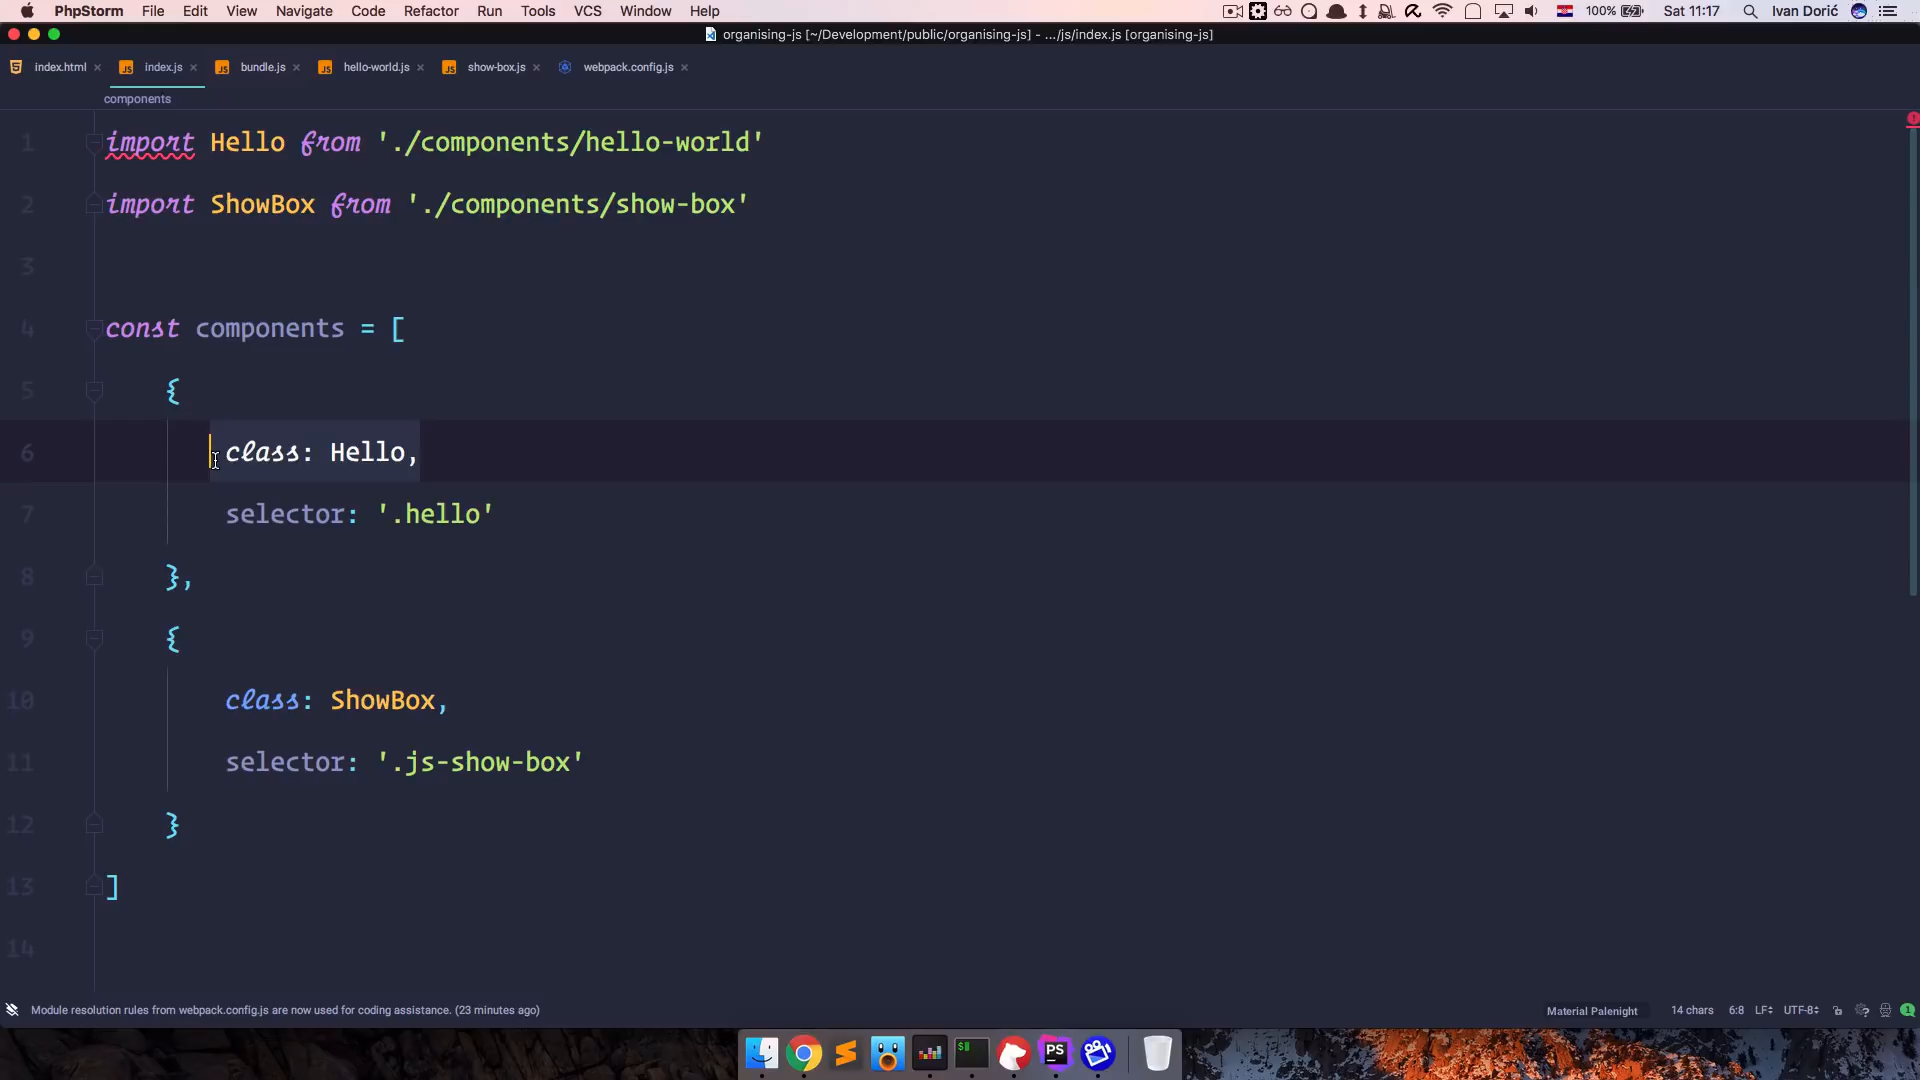 PhpStorm File Edit View Navigate Code Refactor Run Tools VCS Window Help 100% Sat 11:17 Ivan Dorić
organising-js [~/Development/public/organising-js] - .../js/index.js [organising-js]
index.html index.js bundle.js hello-world.js show-box.js webpack.config.js
components
1 import Hello from './components/hello-world'
2 import ShowBox from './components/show-box'
3
4 const components = [
5 {
6 class: Hello,
7 selector: '.hello'
8 },
9 {
10 class: ShowBox,
11 selector: '.js-show-box'
12 }
13 ]
14
Module resolution rules from webpack.config.js are now used for coding assistance. (23 minutes ago) Material Palenight 14 chars 6:8 LF UTF-8